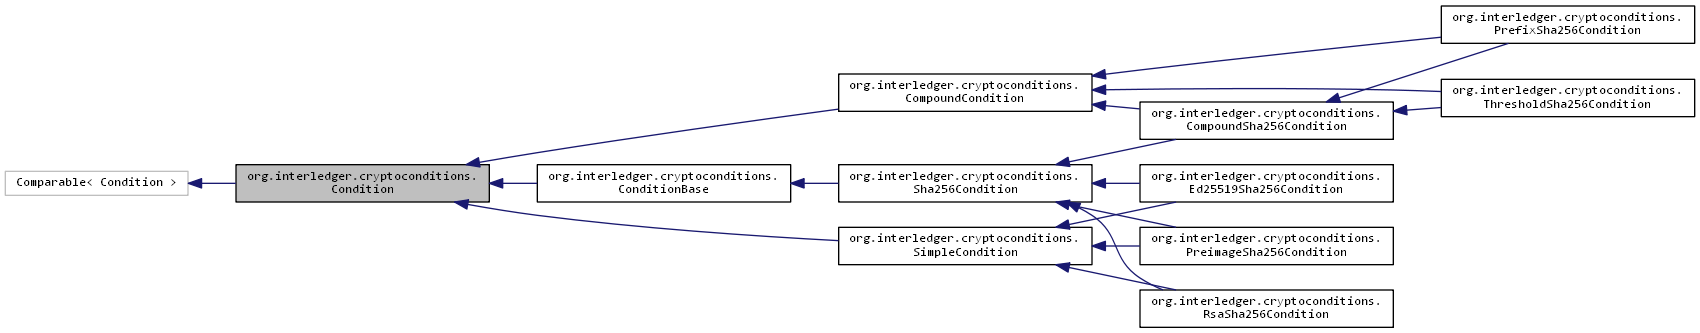 Comparable< Condition >
org.interledger.cryptoconditions.
Condition
org.interledger.cryptoconditions.
CompoundCondition
org.interledger.cryptoconditions.
ConditionBase
org.interledger.cryptoconditions.
SimpleCondition
org.interledger.cryptoconditions.
Sha256Condition
org.interledger.cryptoconditions.
PrefixSha256Condition
org.interledger.cryptoconditions.
ThresholdSha256Condition
org.interledger.cryptoconditions.
CompoundSha256Condition
org.interledger.cryptoconditions.
Ed25519Sha256Condition
org.interledger.cryptoconditions.
PreimageSha256Condition
org.interledger.cryptoconditions.
RsaSha256Condition